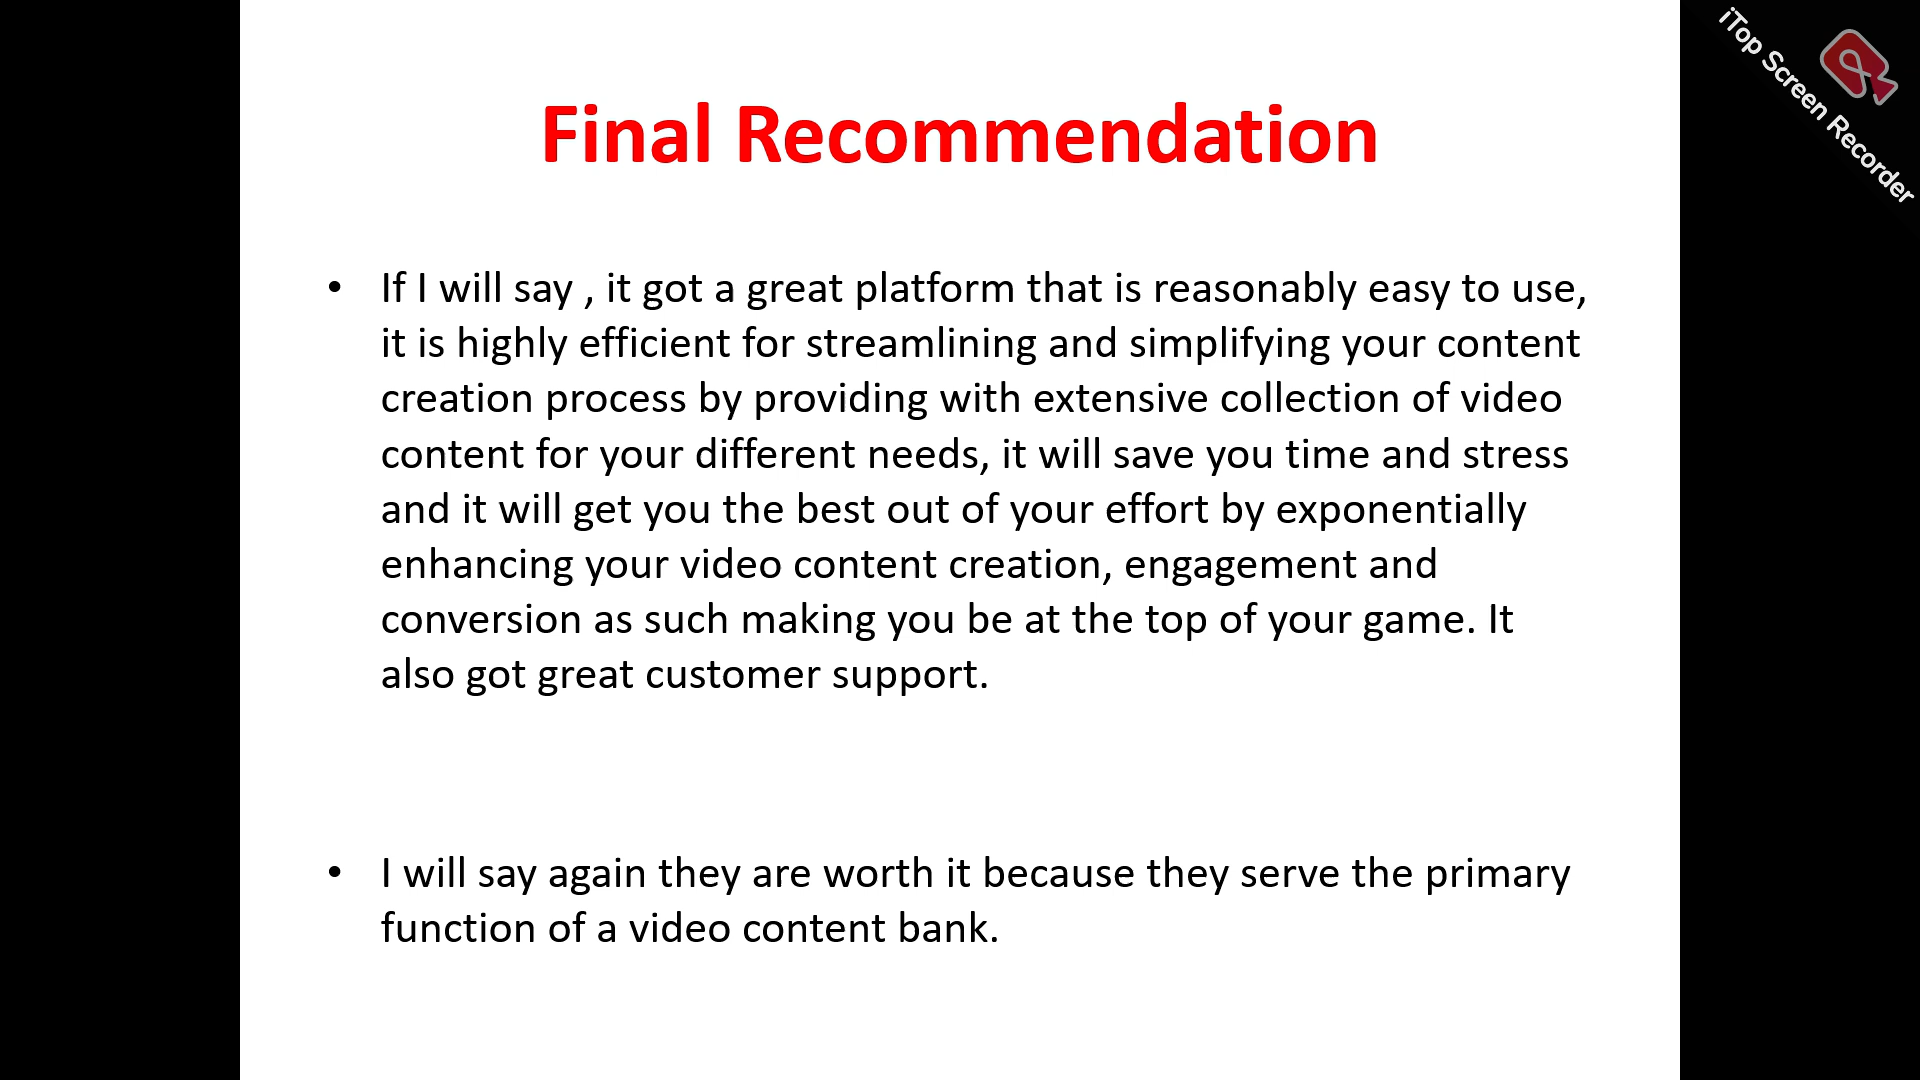 iTop Screen Recorder
Final Recommendation
• If I will say , it got a great platform that is reasonably easy to use,
it is highly efficient for streamlining and simplifying your content
creation process by providing with extensive collection of video
content for your different needs, it will save you time and stress
and it will get you the best out of your effort by exponentially
enhancing your video content creation, engagement and
conversion as such making you be at the top of your game. It
also got great customer support.
• I will say again they are worth it because they serve the primary
function of a video content bank.